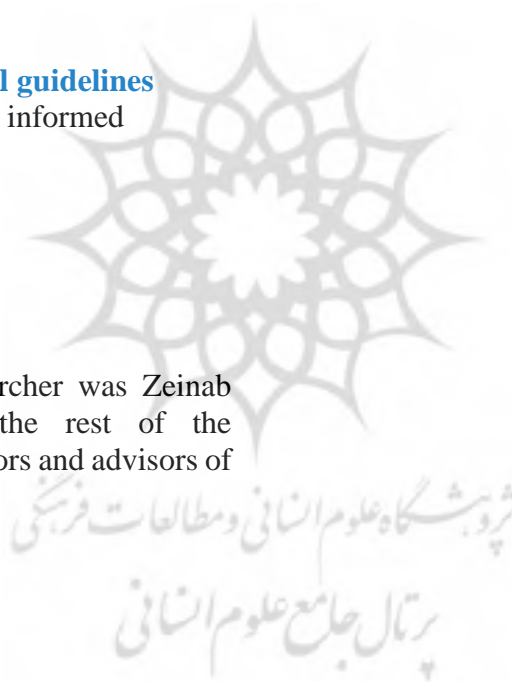 l guidelines
informed
rcher was Zeinab
the rest of the
ors and advisors of
پژوهشگاه علوم انسانی و مطالعات فرهنگی
پرتال جامع علوم انسانی